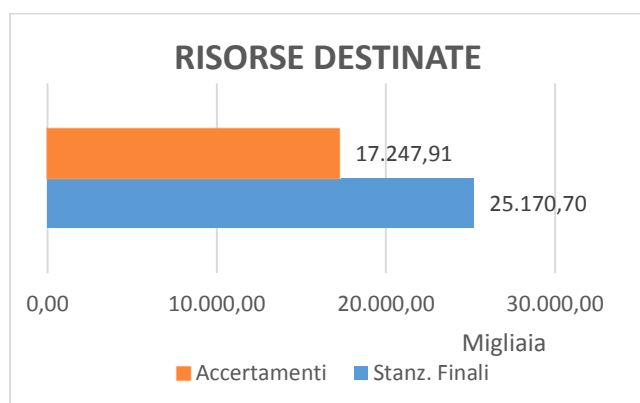 RISORSE DESTINATE
17.247,91
25.170,70
0,00 10.000,00 20.000,00 30.000,00
Migliaia
Accertamenti Stanz. Finali